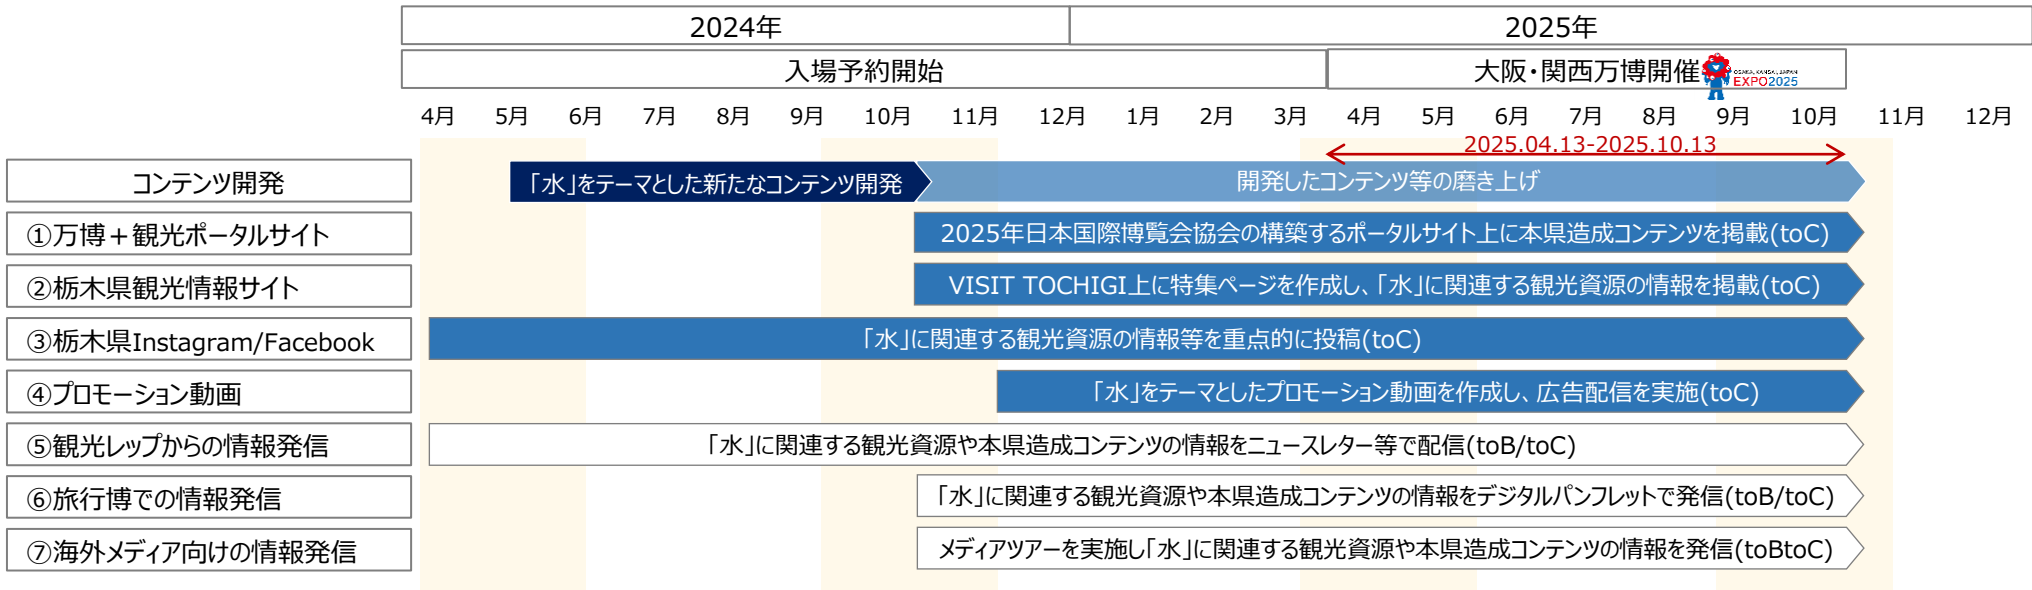 2024年
2025年
入場予約開始
大阪・関西万博開催
OSAKA, KANSAI, JAPAN
EXPO2025
4月 5月 6月 7月 8月 9月 10月 11月 12月 1月 2月 3月 4月 5月 6月 7月 8月 9月 10月 11月 12月
2025.04.13-2025.10.13
コンテンツ開発
「水」をテーマとした新たなコンテンツ開発
開発したコンテンツ等の磨き上げ
①万博＋観光ポータルサイト
2025年日本国際博覧会協会の構築するポータルサイト上に本県造成コンテンツを掲載(toC)
②栃木県観光情報サイト
VISIT TOCHIGI上に特集ページを作成し、「水」に関連する観光資源の情報を掲載(toC)
③栃木県Instagram/Facebook
「水」に関連する観光資源の情報等を重点的に投稿(toC)
④プロモーション動画
「水」をテーマとしたプロモーション動画を作成し、広告配信を実施(toC)
⑤観光レップからの情報発信
「水」に関連する観光資源や本県造成コンテンツの情報をニュースレター等で配信(toB/toC)
⑥旅行博での情報発信
「水」に関連する観光資源や本県造成コンテンツの情報をデジタルパンフレットで発信(toB/toC)
⑦海外メディア向けの情報発信
メディアツアーを実施し「水」に関連する観光資源や本県造成コンテンツの情報を発信(toBtoC)